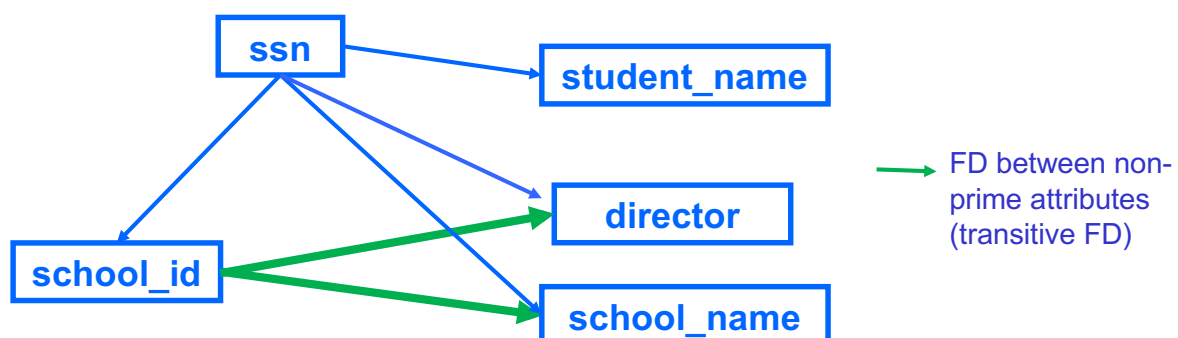 ssn
student_name
director
school_id
school_name
FD between non-
prime attributes
(transitive FD)